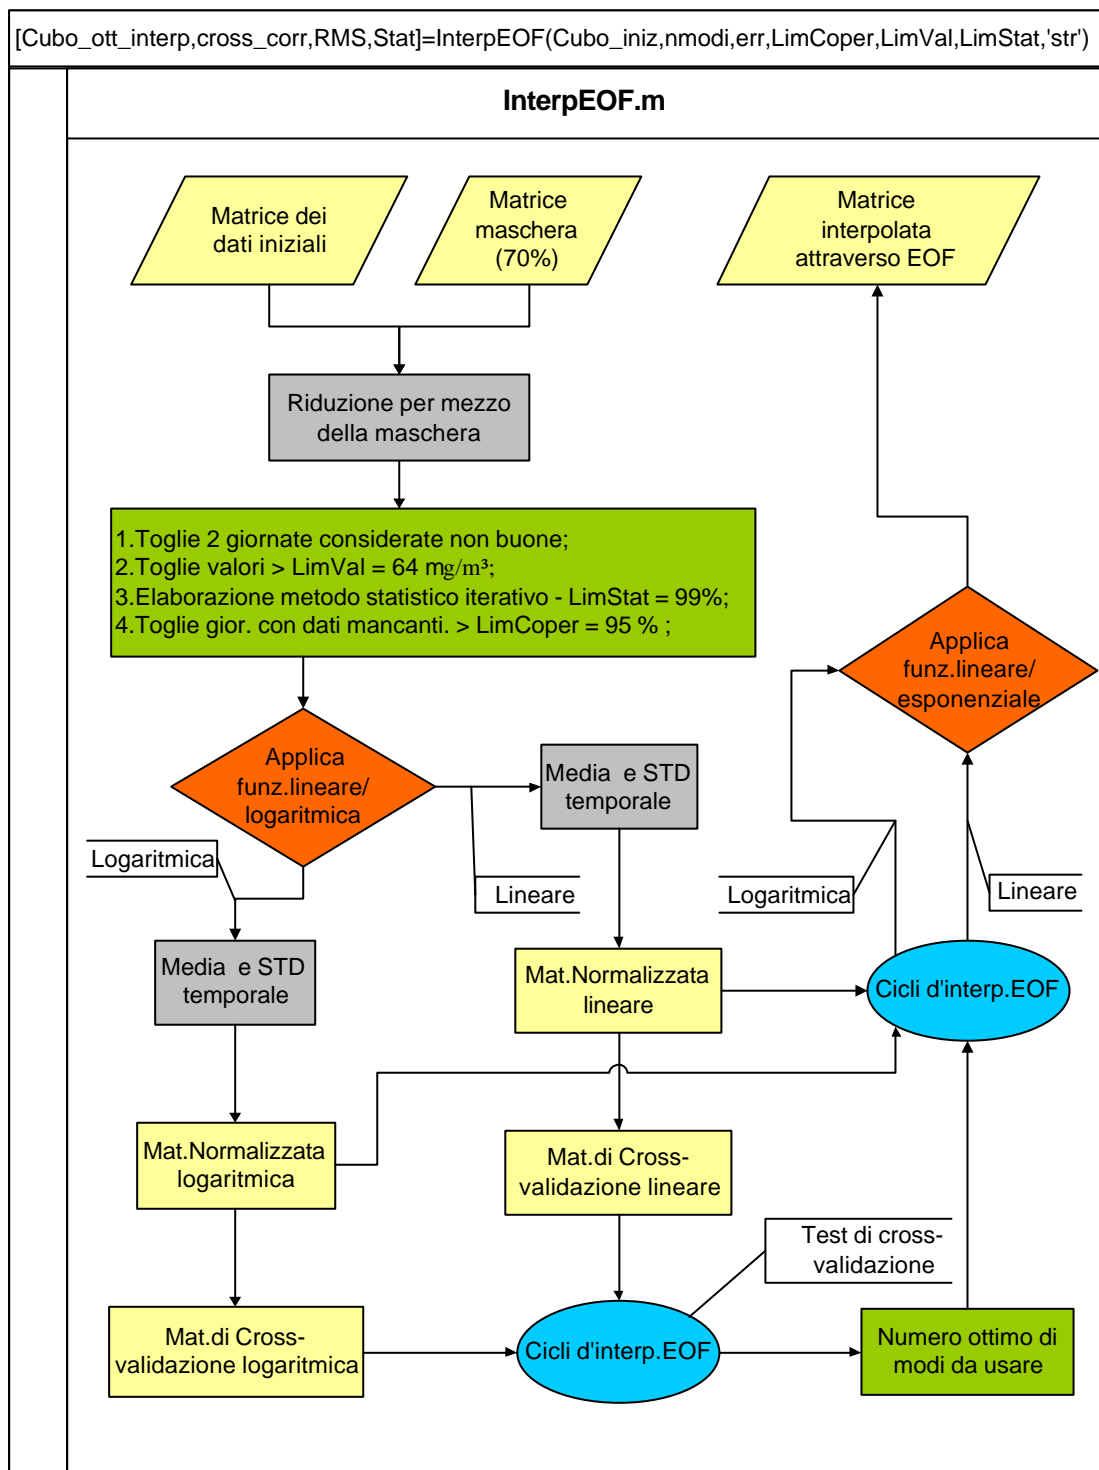 [Cubo_ott_interp,cross_corr,RMS,Stat]=InterpEOF(Cubo_iniz,nmodi,err,LimCoper,LimVal,LimStat,'str')
InterpEOF.m
Matrice dei
dati iniziali
Matrice
maschera
(70%)
Matrice
interpolata
attraverso EOF
Riduzione per mezzo
della maschera
1.Toglie 2 giornate considerate non buone;
2.Toglie valori > LimVal = 64 mg/m³;
3.Elaborazione metodo statistico iterativo - LimStat = 99%;
4.Toglie gior. con dati mancanti. > LimCoper = 95 % ;
Applica
funz.lineare/
esponenziale
Applica
funz.lineare/
logaritmica
Media e STD
temporale
Logaritmica
Lineare
Logaritmica
Lineare
Media e STD
temporale
Mat.Normalizzata
lineare
Cicli d'interp.EOF
Mat.Normalizzata
logaritmica
Mat.di Cross-
validazione lineare
Test di cross-
validazione
Mat.di Cross-
validazione logaritmica
Cicli d'interp.EOF
Numero ottimo di
modi da usare